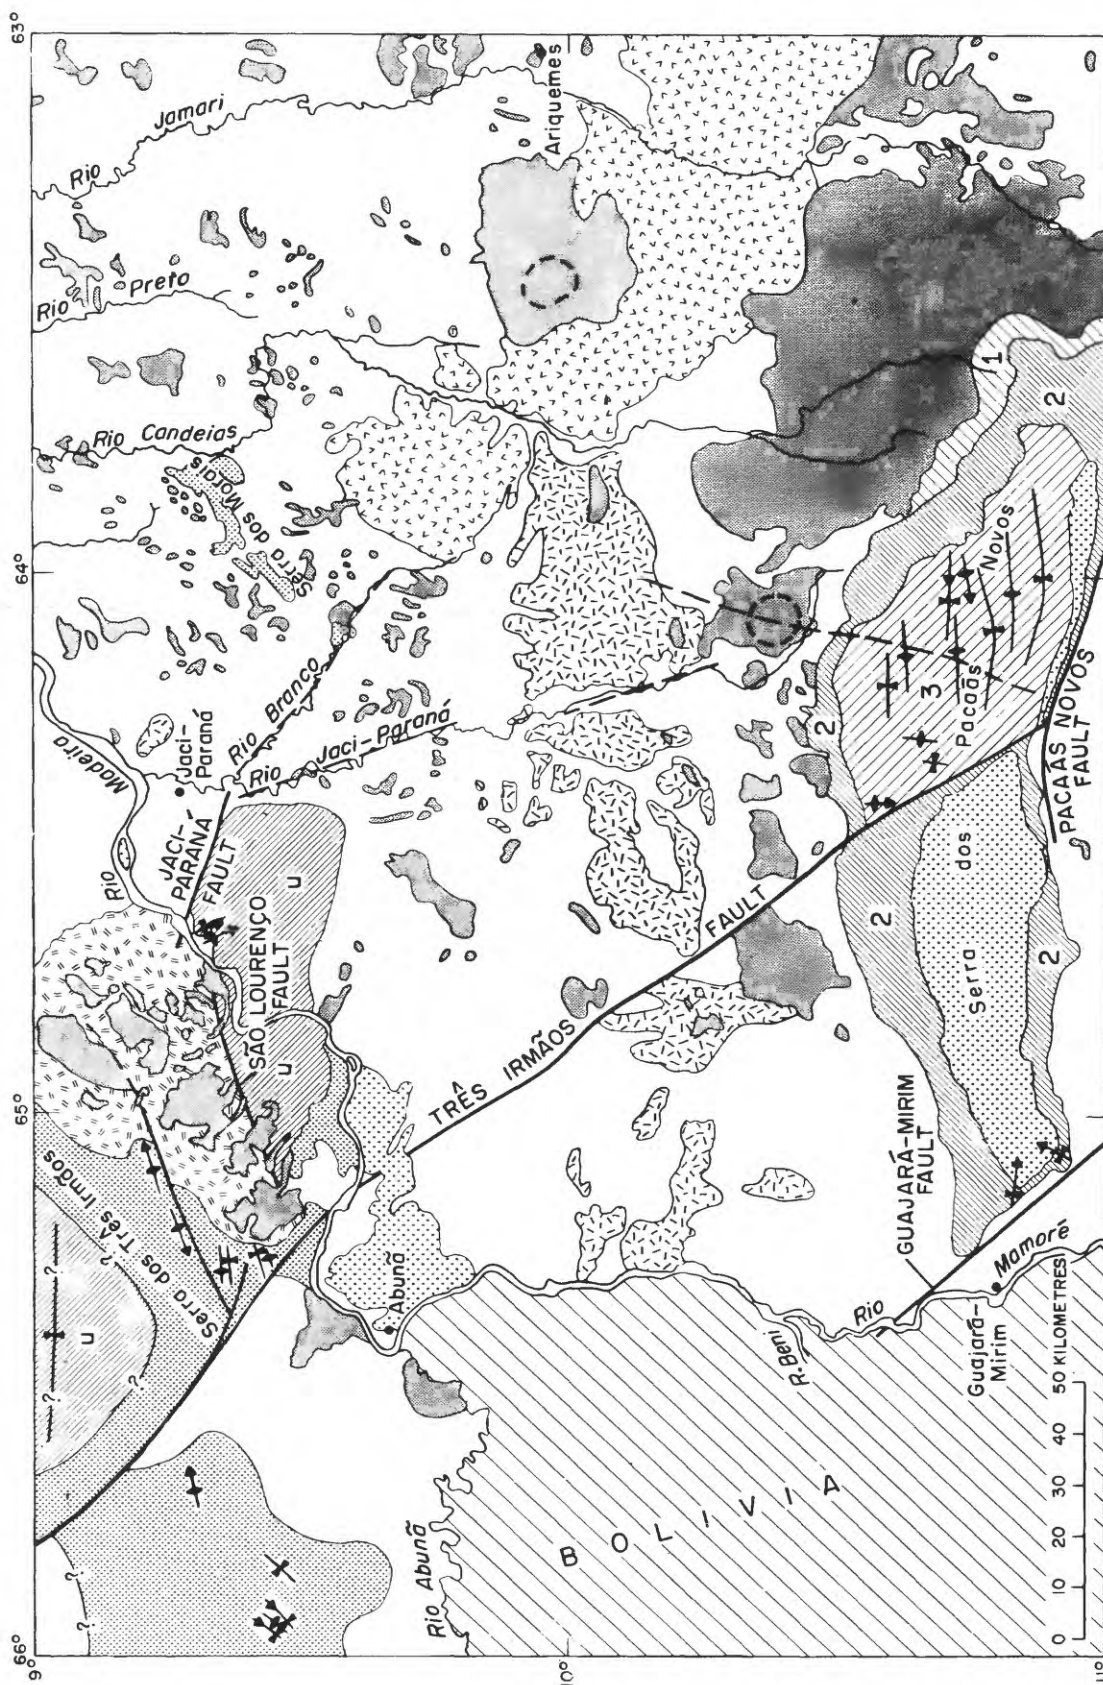 63°
64°
65°
66°
9°
10°
11°
Rio Jamari
Rio Preto
Rio Candeias
Serra dos Morais
Ariquemes
Rio Branco
Rio Jaci-Paraná
Jaci-
Paraná
Rio Madeira
JACI-
PARANÁ
FAULT
SÃO LOURENÇO
FAULT
u
u
u
Serra dos Três Irmãos
?
?
?
?
?
?
?
TRÊS IRMÃOS FAULT
Abunã
Rio Abunã
R. Beni
Rio Mamoré
GUAJARÁ-MIRIM
FAULT
Guajará-
Mirim
BOLIVIA
Serra dos Pacaás Novos
PACAÁS NOVOS
FAULT
1
2
2
2
2
3
0 10 20 30 40 50 KILOMETRES